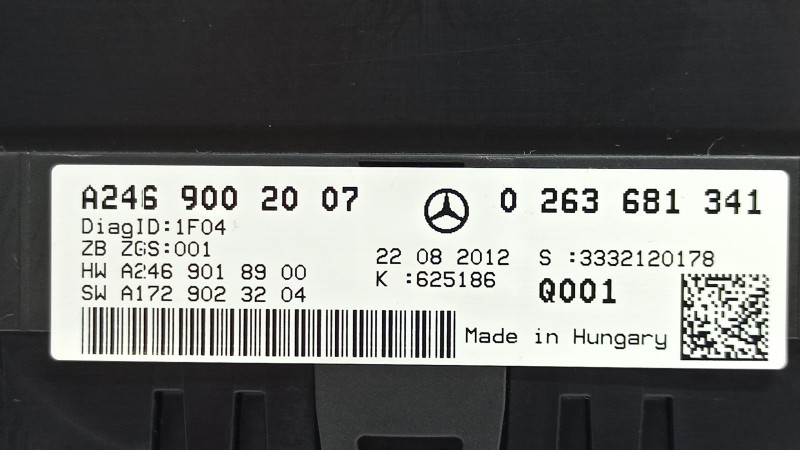 A246 900 20 07 0 263 681 341
DiagID:1F04
ZB ZGS:001
22 08 2012 S :3332120178
HW A246 901 89 00
K :625186 Q001
SW A172 902 32 04
Made in Hungary